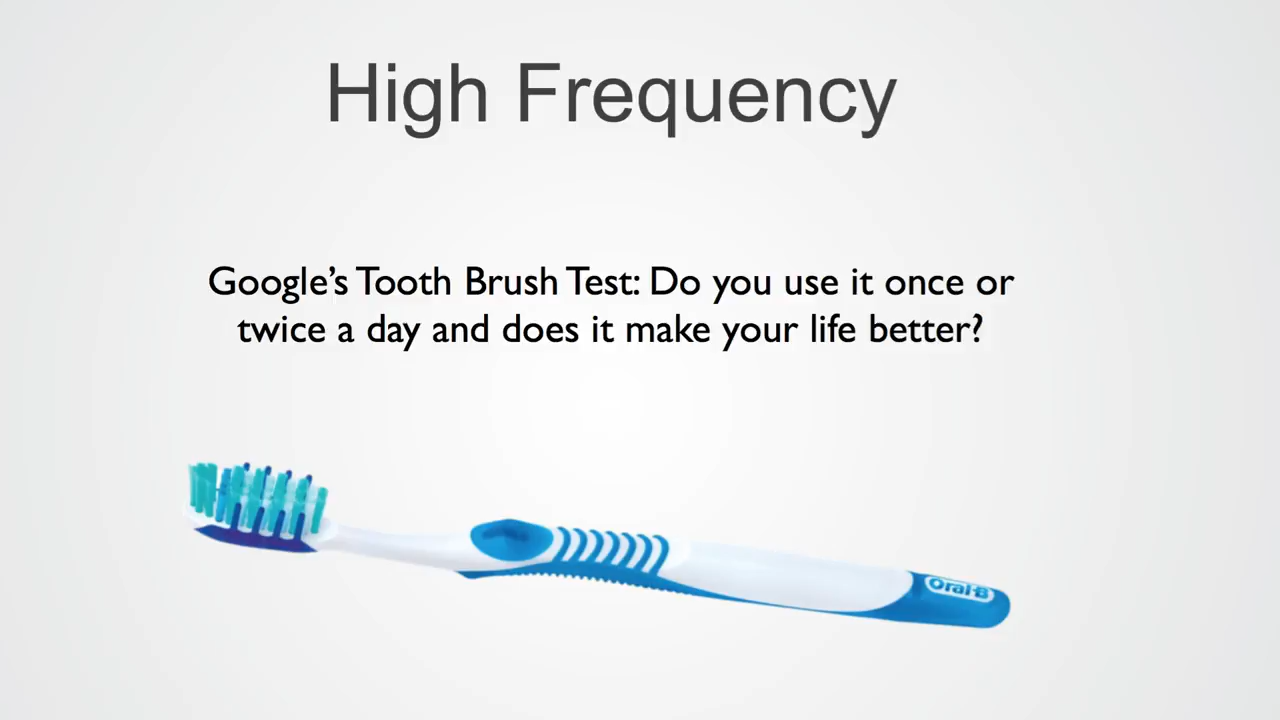 High Frequency
Google’s Tooth Brush Test: Do you use it once or
twice a day and does it make your life better?
Oral-B